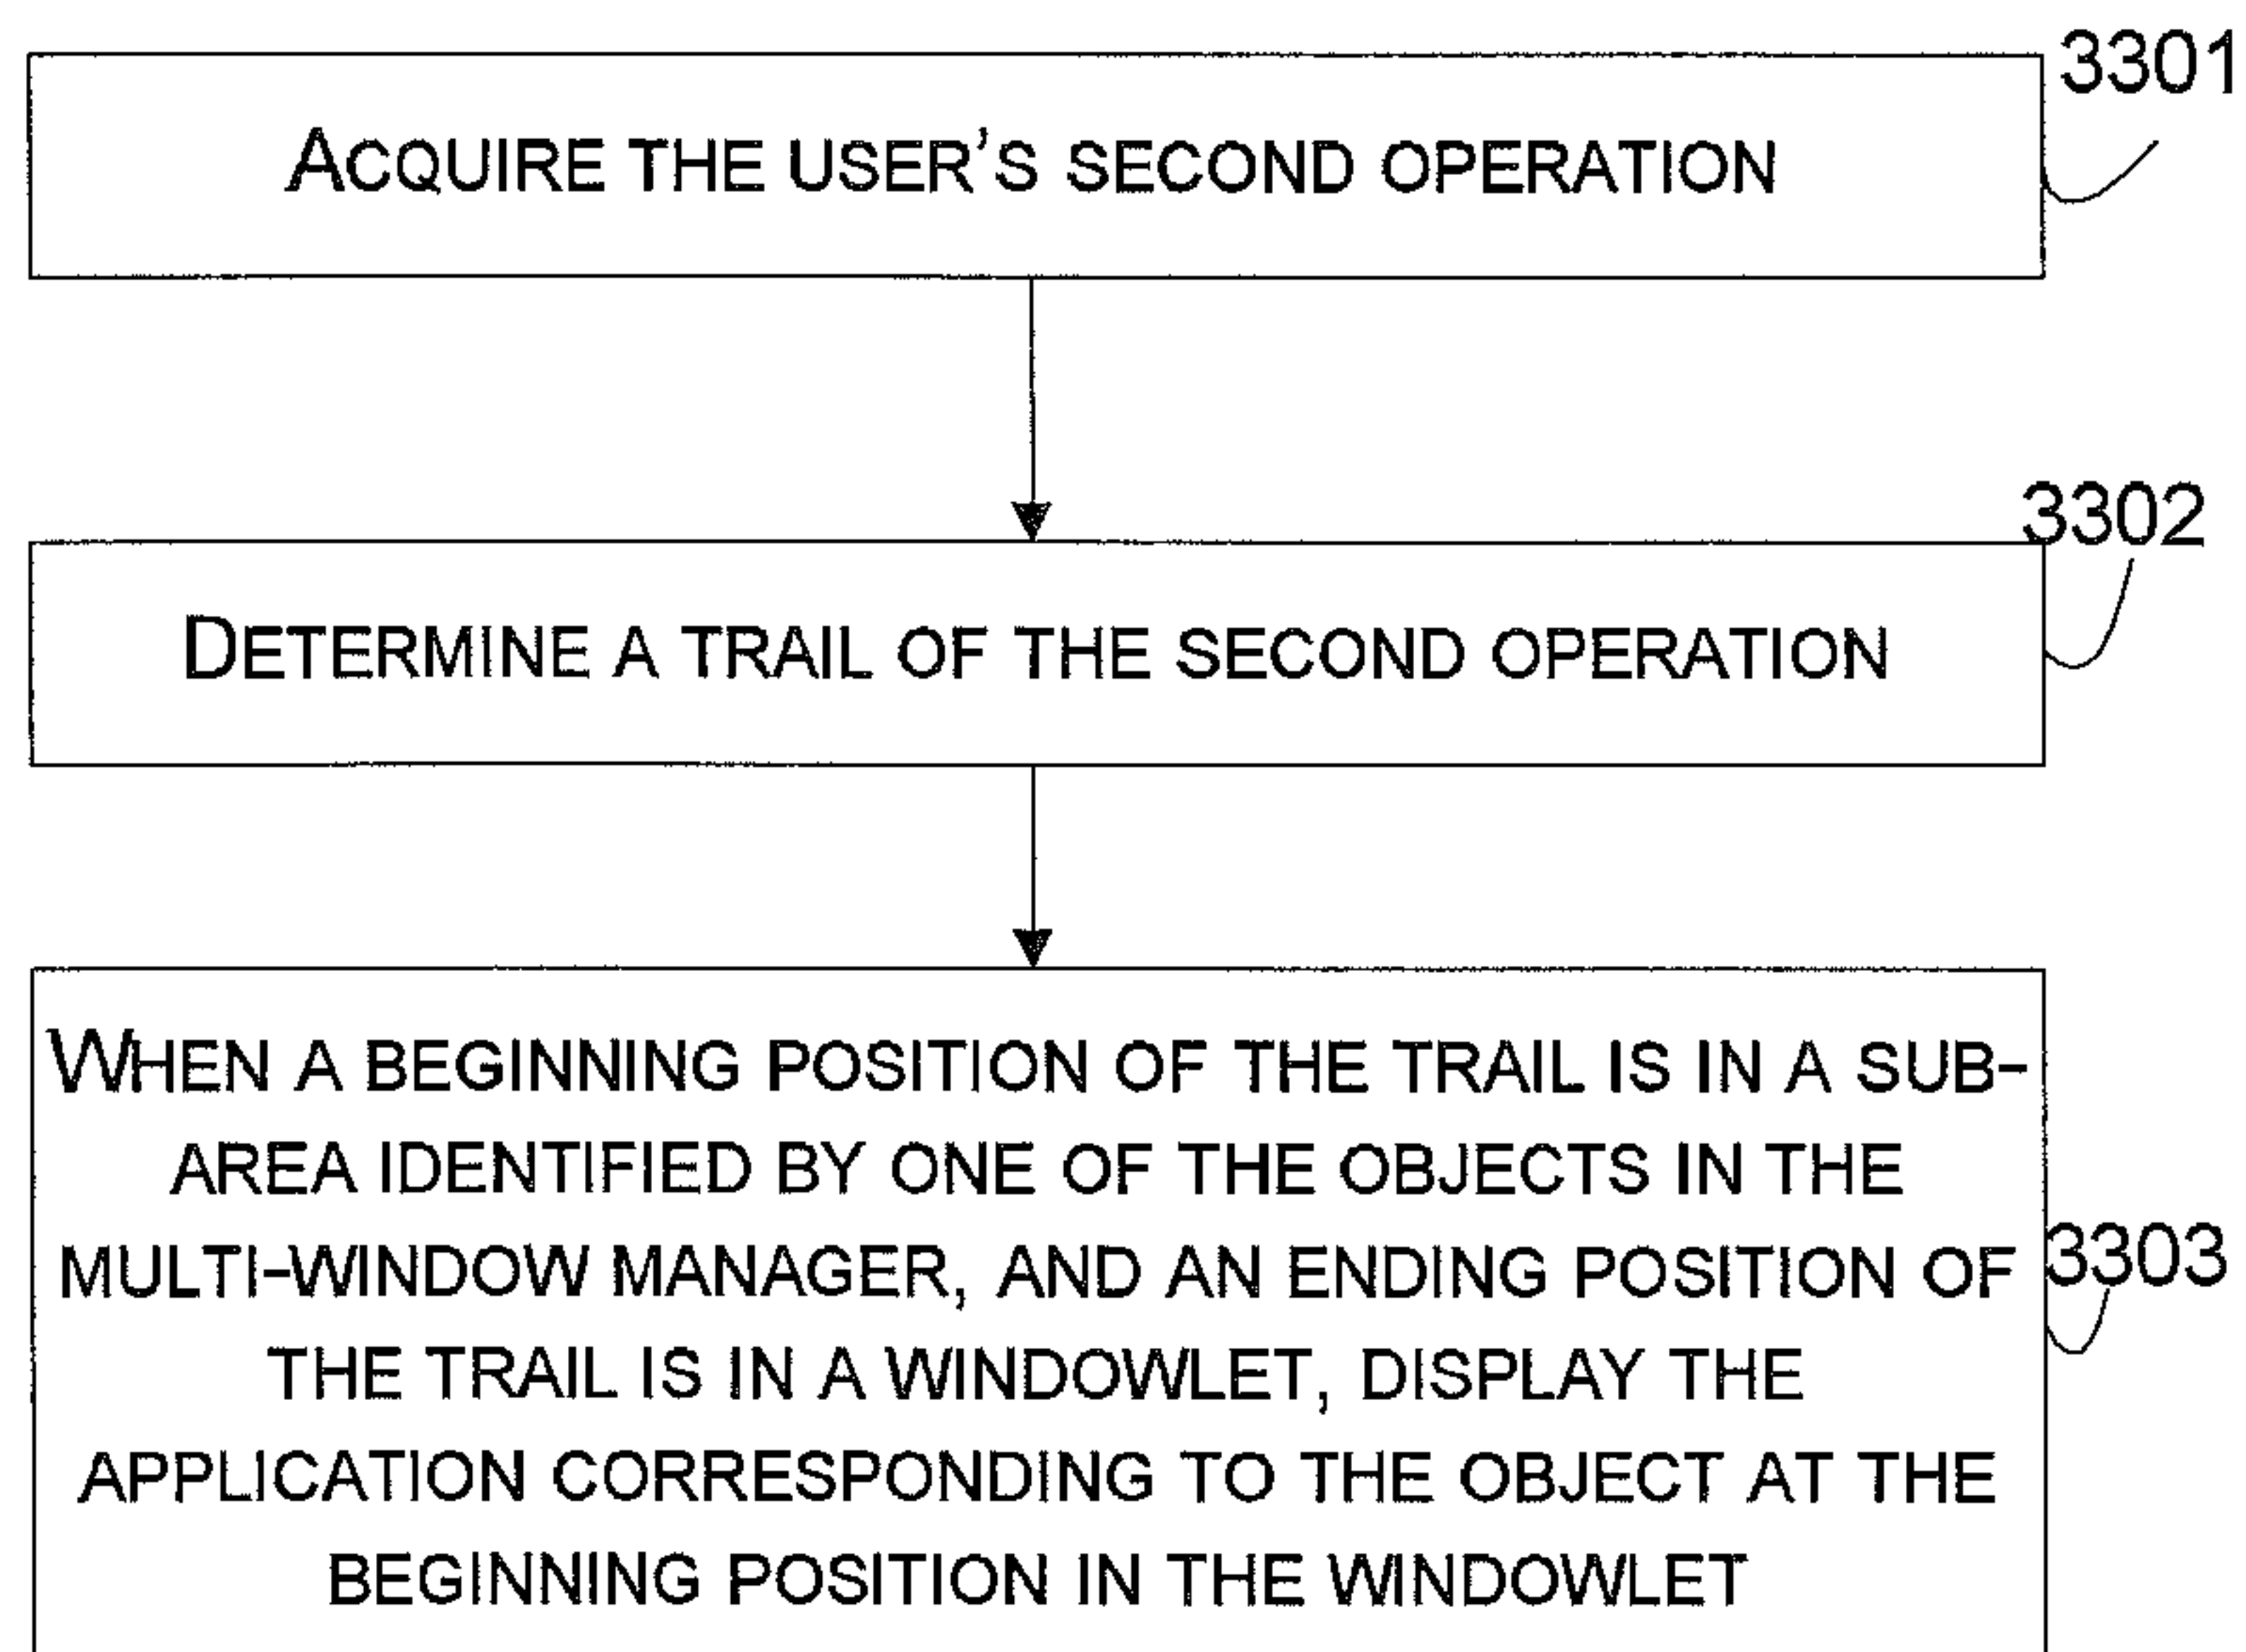 3301
ACQUIRE THE USER'S SECOND OPERATION
3302
DETERMINE A TRAIL OF THE SECOND OPERATION
WHEN A BEGINNING POSITION OF THE TRAIL IS IN A SUB-
AREA IDENTIFIED BY ONE OF THE OBJECTS IN THE
MULTI-WINDOW MANAGER, AND AN ENDING POSITION OF
3303
THE TRAIL IS IN A WINDOWLET, DISPLAY THE
APPLICATION CORRESPONDING TO THE OBJECT AT THE
BEGINNING POSITION IN THE WINDOWLET